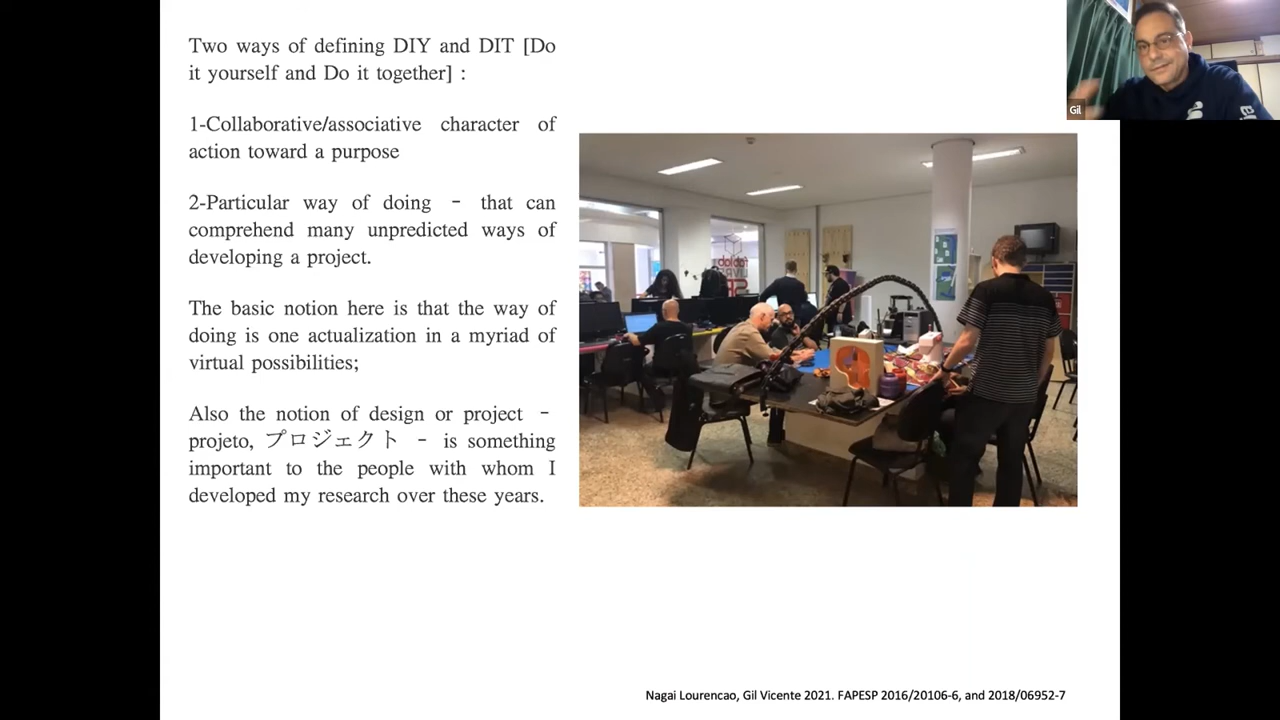 Two ways of defining DIY and DIT [Do
it yourself and Do it together] :
1-Collaborative/associative character of
action toward a purpose
2-Particular way of doing - that can
comprehend many unpredicted ways of
developing a project.
The basic notion here is that the way of
doing is one actualization in a myriad of
virtual possibilities;
Also the notion of design or project -
projeto, プロジェクト - is something
important to the people with whom I
developed my research over these years.
Gil
fablab
LIVRE
SP
Nagai Lourencao, Gil Vicente 2021. FAPESP 2016/20106-6, and 2018/06952-7